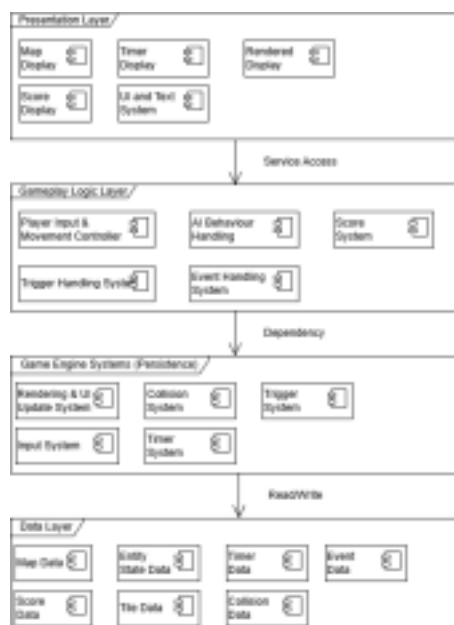 Presentation Layer
Map
Display
Timer
Display
Rendered
Display
Score
Display
UI and Text
System
Service Access
Gameplay Logic Layer
Player Input &
Movement Controller
AI Behaviour
Handling
Score
System
Trigger Handling System
Event Handling
System
Dependency
Game Engine Systems (Persistence)
Rendering & UI
Update System
Collision
System
Trigger
System
Input System
Timer
System
Read/Write
Data Layer
Map Data
Entity
State Data
Timer
Data
Event
Data
Score
Data
Tile Data
Collision
Data